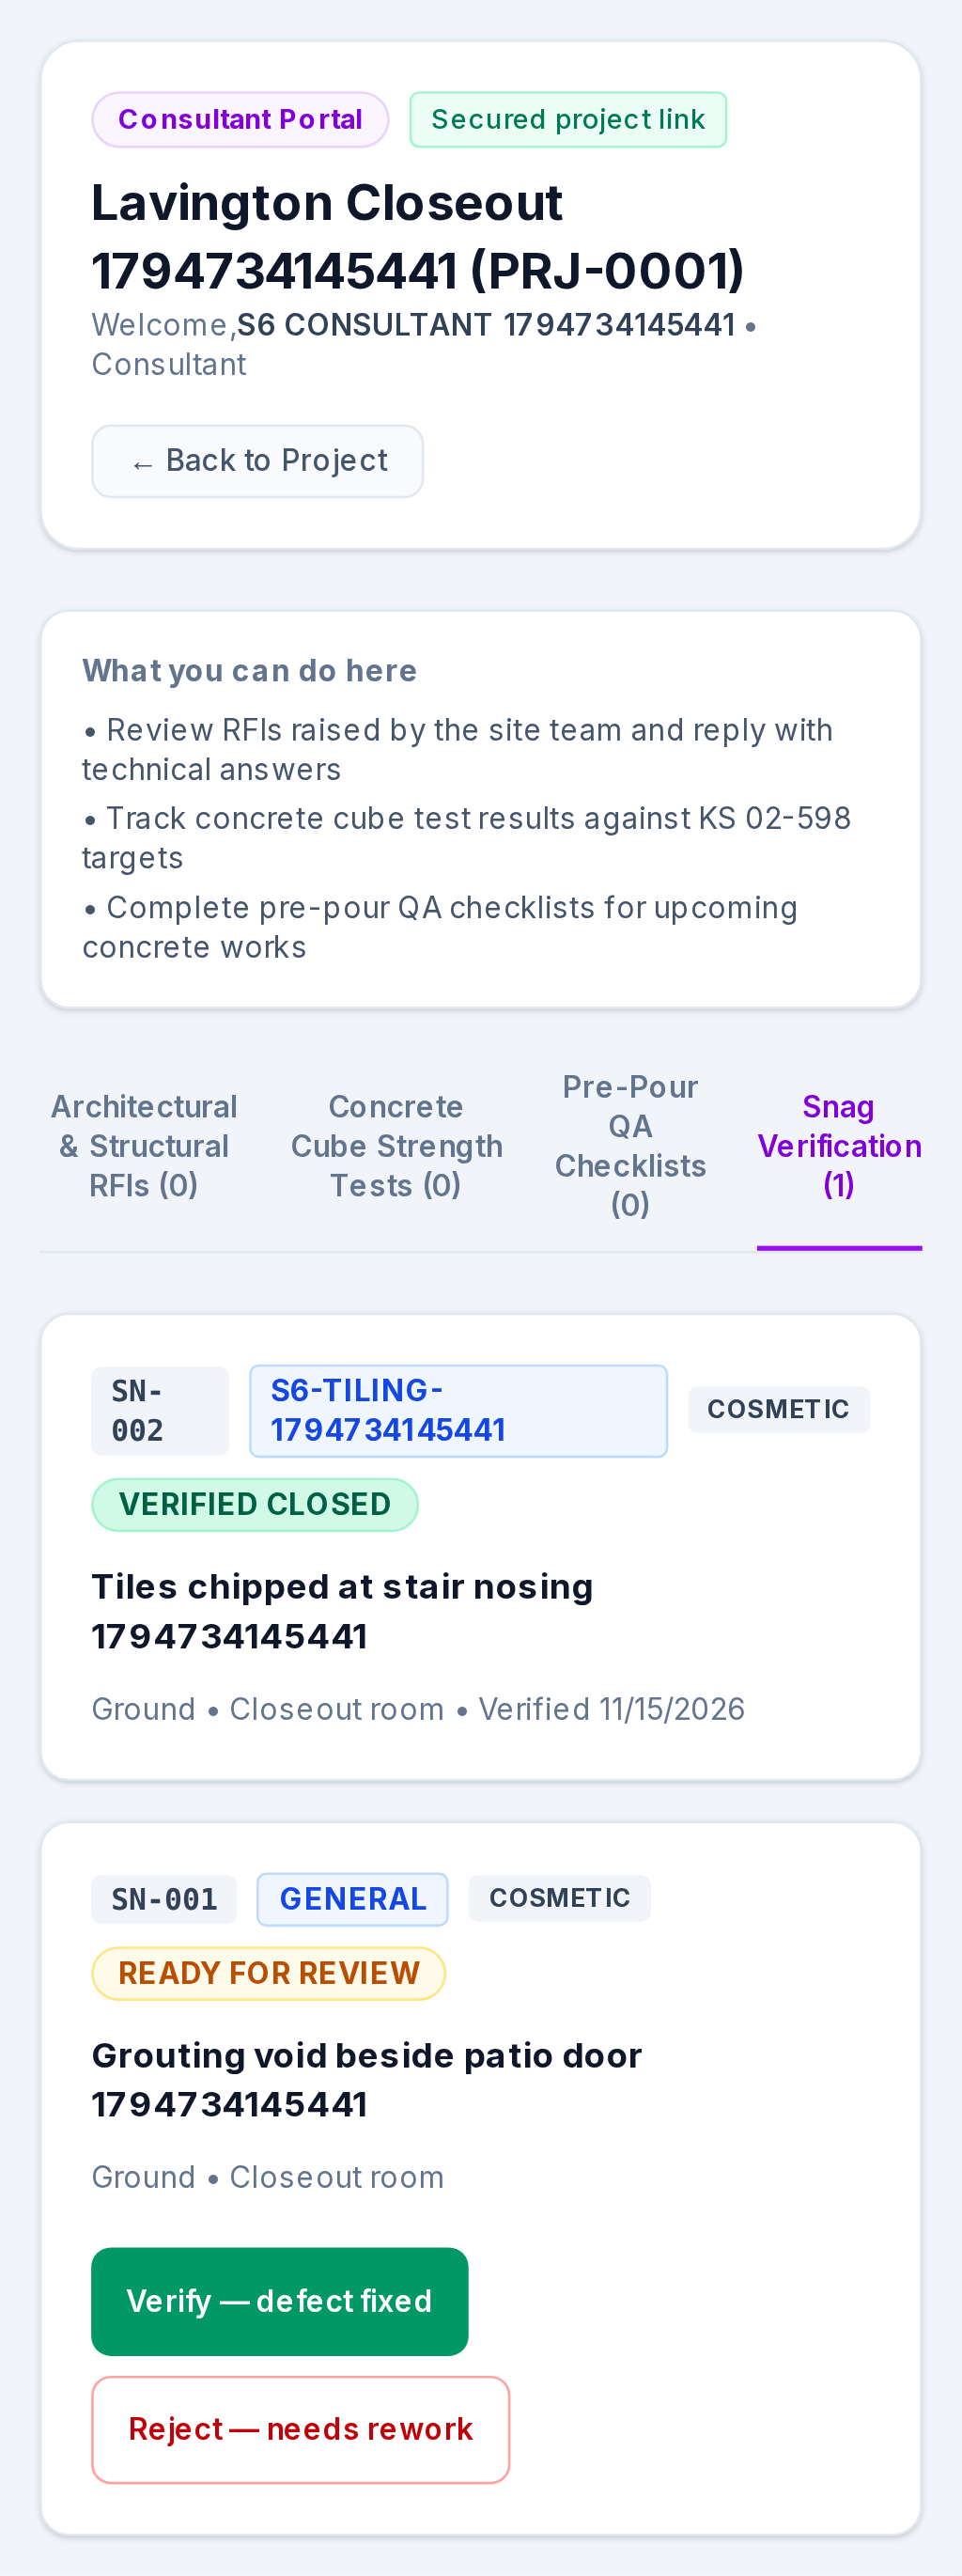 Consultant Portal
Secured project link
Lavington Closeout
1794734145441 (PRJ-0001)
Welcome,S6 CONSULTANT 1794734145441 •
Consultant
← Back to Project
What you can do here
• Review RFIs raised by the site team and reply with
technical answers
• Track concrete cube test results against KS 02-598
targets
• Complete pre-pour QA checklists for upcoming
concrete works
Architectural
& Structural
RFIs (0)
Concrete
Cube Strength
Tests (0)
Pre-Pour
QA
Checklists
(0)
Snag
Verification
(1)
SN-
002
S6-TILING-
1794734145441
COSMETIC
VERIFIED CLOSED
Tiles chipped at stair nosing
1794734145441
Ground • Closeout room • Verified 11/15/2026
SN-001
GENERAL
COSMETIC
READY FOR REVIEW
Grouting void beside patio door
1794734145441
Ground • Closeout room
Verify — defect fixed
Reject — needs rework